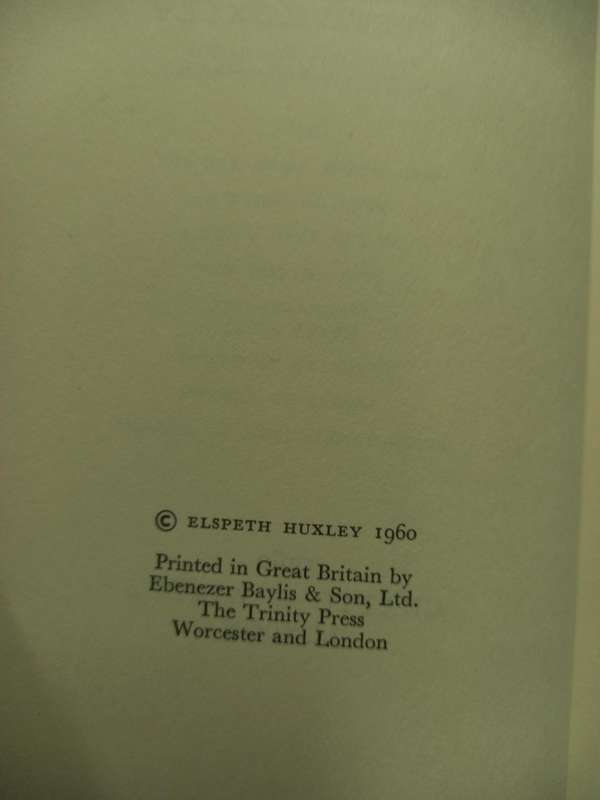 © ELSPETH HUXLEY 1960
Printed in Great Britain by
Ebenezer Baylis & Son, Ltd.
The Trinity Press
Worcester and London